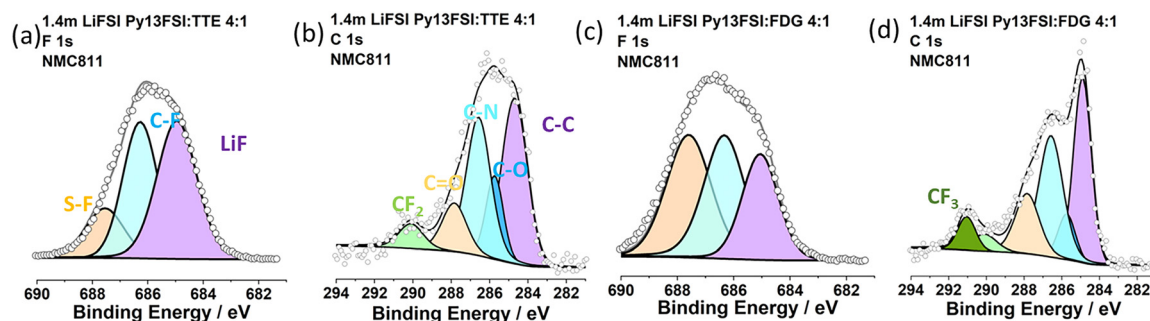 (a)
1.4m LiFSI Py13FSI:TTE 4:1
F 1s
NMC811
C-F
LiF
S-F
690 688 686 684 682
Binding Energy / eV
(b)
1.4m LiFSI Py13FSI:TTE 4:1
C 1s
NMC811
C-N
C-C
C-O
C=O
CF₂
294 292 290 288 286 284 282
Binding Energy / eV
(c)
1.4m LiFSI Py13FSI:FDG 4:1
F 1s
NMC811
690 688 686 684 682
Binding Energy / eV
(d)
1.4m LiFSI Py13FSI:FDG 4:1
C 1s
NMC811
CF₃
294 292 290 288 286 284 282
Binding Energy / eV